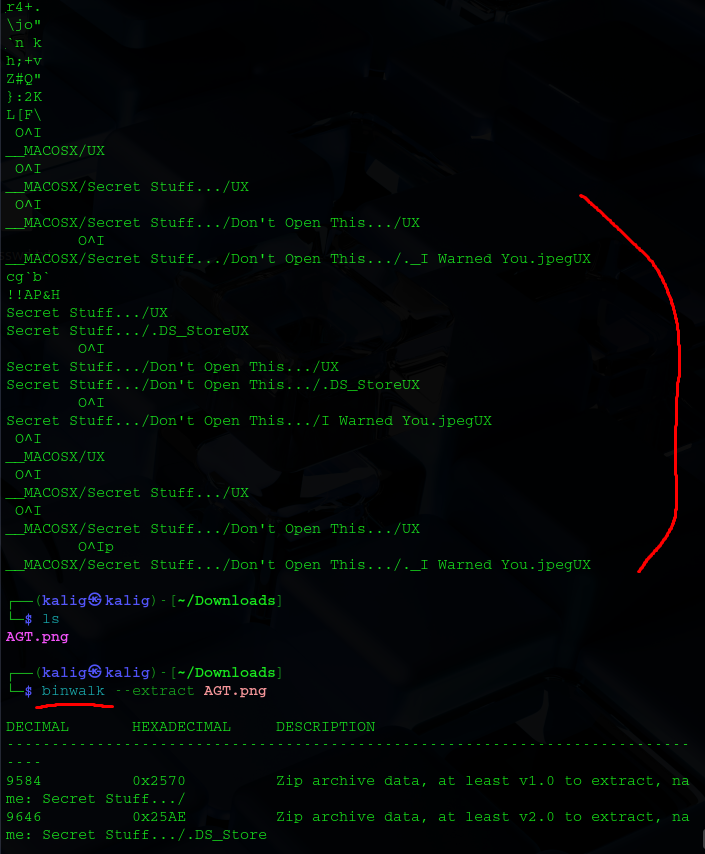 r4+.
\jo"
`n k
h;+v
Z#Q"
}:2K
L[F\
O^I
__MACOSX/UX
O^I
__MACOSX/Secret Stuff.../UX
O^I
__MACOSX/Secret Stuff.../Don't Open This.../UX
O^I
__MACOSX/Secret Stuff.../Don't Open This.../._I Warned You.jpegUX
cg`b`
!!AP&H
Secret Stuff.../UX
Secret Stuff.../.DS_StoreUX
O^I
Secret Stuff.../Don't Open This.../UX
Secret Stuff.../Don't Open This.../.DS_StoreUX
O^I
Secret Stuff.../Don't Open This.../I Warned You.jpegUX
O^I
__MACOSX/UX
O^I
__MACOSX/Secret Stuff.../UX
O^I
__MACOSX/Secret Stuff.../Don't Open This.../UX
O^Ip
__MACOSX/Secret Stuff.../Don't Open This.../._I Warned You.jpegUX
┌──(kalig㉿kalig)-[~/Downloads]
└─$ ls
AGT.png
┌──(kalig㉿kalig)-[~/Downloads]
└─$ binwalk --extract AGT.png
DECIMAL HEXADECIMAL DESCRIPTION
----------------------------------------------------------------------------
----
9584 0x2570 Zip archive data, at least v1.0 to extract, na
me: Secret Stuff.../
9646 0x25AE Zip archive data, at least v2.0 to extract, na
me: Secret Stuff.../.DS_Store